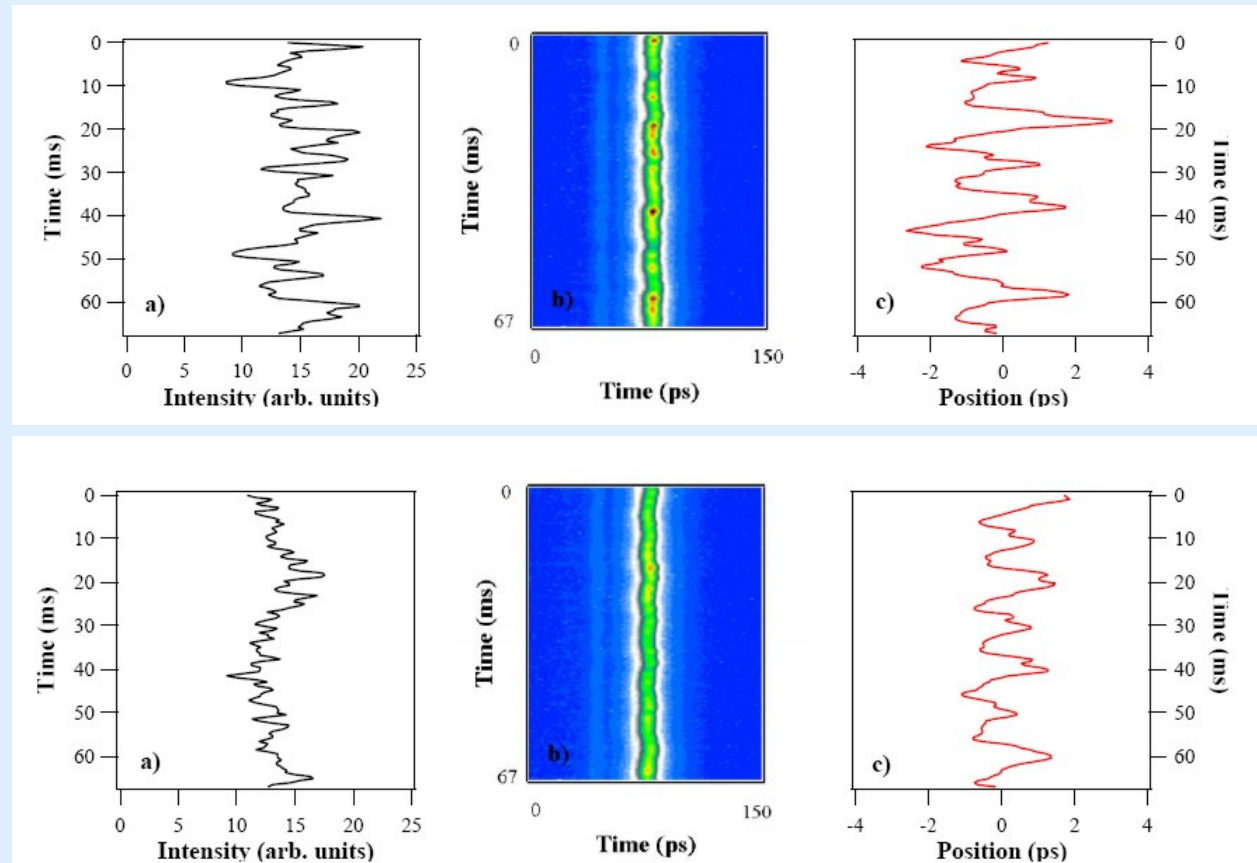 0
10
20
30
40
50
60
Time (ms)
a)
0 5 10 15 20 25
Intensity (arb. units)
0
67
Time (ms)
b)
0 150
Time (ps)
c)
0
10
20
30
40
50
60
Time (ms)
-4 -2 0 2 4
Position (ps)
0
10
20
30
40
50
60
Time (ms)
a)
0 5 10 15 20 25
Intensity (arb. units)
0
67
Time (ms)
b)
0 150
Time (ps)
c)
0
10
20
30
40
50
60
Time (ms)
-4 -2 0 2 4
Position (ps)